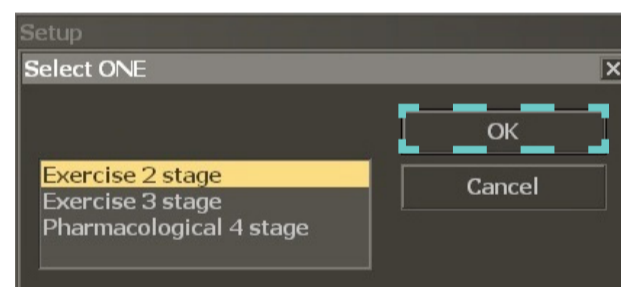 Setup
Select ONE
OK
Exercise 2 stage
Exercise 3 stage
Pharmacological 4 stage
Cancel